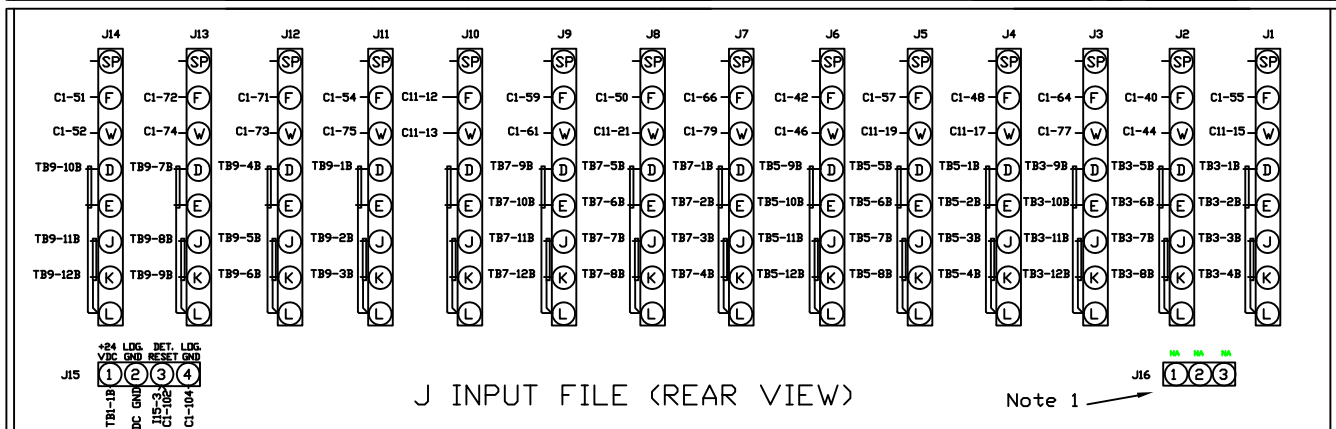 J14 J13 J12 J11 J10 J9 J8 J7 J6 J5 J4 J3 J2 J1
SP SP SP SP SP SP SP SP SP SP SP SP SP SP
C1-51 F C1-72 F C1-71 F C1-54 F C11-12 F C1-59 F C1-50 F C1-66 F C1-42 F C1-57 F C1-48 F C1-64 F C1-40 F C1-55 F
C1-52 W C1-74 W C1-73 W C1-75 W C11-13 W C1-61 W C11-21 W C1-79 W C1-46 W C11-19 W C11-17 W C1-77 W C1-44 W C11-15 W
TB9-10B D TB9-7B D TB9-4B D TB9-1B D D TB7-9B D TB7-5B D TB7-1B D TB5-9B D TB5-5B D TB5-1B D TB3-9B D TB3-5B D TB3-1B D
E E E E E TB7-10B E TB7-6B E TB7-2B E TB5-10B E TB5-6B E TB5-2B E TB3-10B E TB3-6B E TB3-2B E
TB9-11B J TB9-8B J TB9-5B J TB9-2B J J TB7-11B J TB7-7B J TB7-3B J TB5-11B J TB5-7B J TB5-3B J TB3-11B J TB3-7B J TB3-3B J
TB9-12B K TB9-9B K TB9-6B K TB9-3B K K TB7-12B K TB7-8B K TB7-4B K TB5-12B K TB5-8B K TB5-4B K TB3-12B K TB3-8B K TB3-4B K
L L L L L L L L L L L L L L
+24 LOG. DET. LOG.
VDC GND RESET GND
J15 1 2 3 4
TB1-1B
DC GND
I15-3
C1-102
C1-104
J INPUT FILE (REAR VIEW)
NA NA NA
J16 1 2 3
Note 1